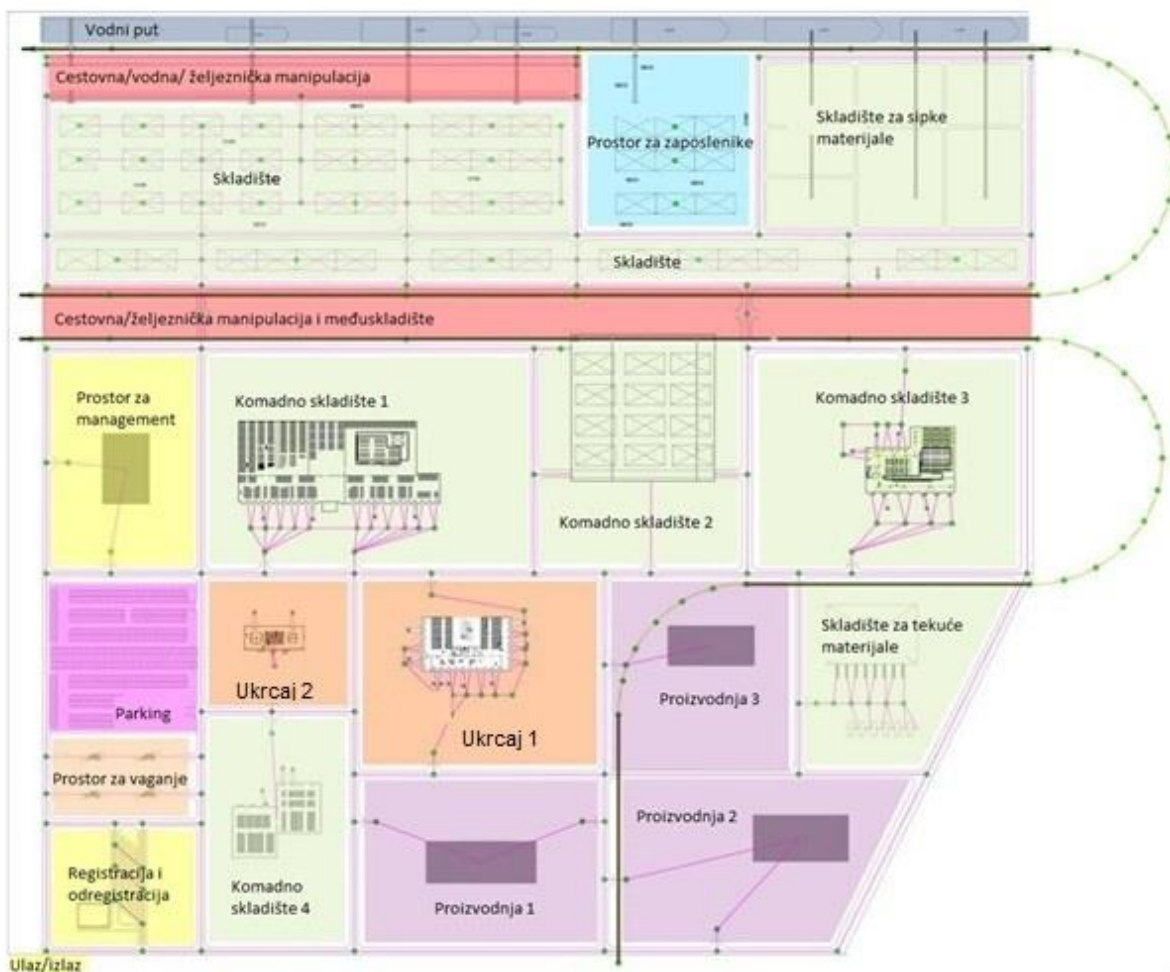 Vodni put
Cestovna/vodna/ željeznička manipulacija
Prostor za zaposlenike
Skladište za sipke
materijale
Skladište
Skladište
Cestovna/željeznička manipulacija i međuskladište
Prostor za
management
Komadno skladište 1
Komadno skladište 2
Komadno skladište 3
Parking
Ukrcaj 2
Ukrcaj 1
Proizvodnja 3
Skladište za tekuće
materijale
Prostor za vaganje
Registracija i
odregistracija
Komadno
skladište 4
Proizvodnja 1
Proizvodnja 2
Ulaz/izlaz